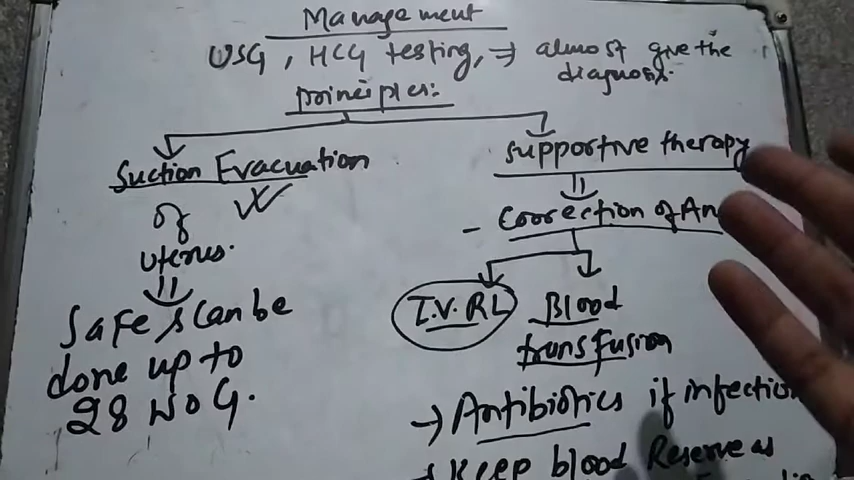 Management
USG, HCG testing, ⇒ almost give the
diagnosis.
principles:
Suction Evacuation
of
uterus.
Safe & can be
done up to
28 WOG.
supportive therapy
- Correction of An
I.V. RL
Blood
transfusion
→ Antibiotics if infection
→ Keep blood Reserve as